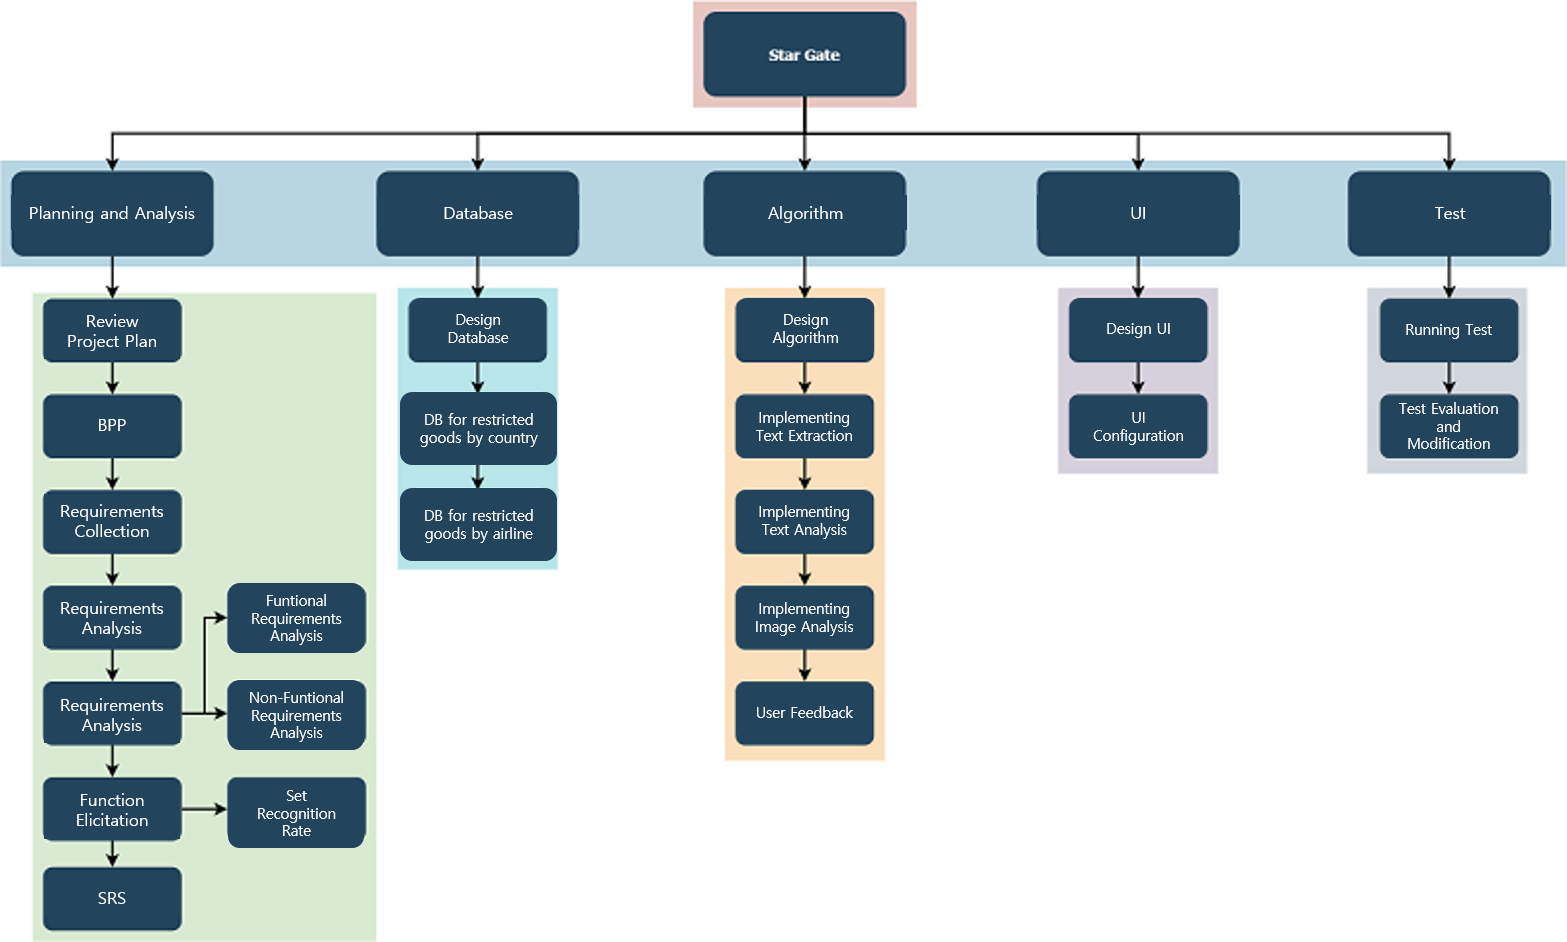 Star Gate
Planning and Analysis
Database
Algorithm
UI
Test
Review
Project Plan
BPP
Requirements
Collection
Requirements
Analysis
Requirements
Analysis
Function
Elicitation
SRS
Funtional
Requirements
Analysis
Non-Funtional
Requirements
Analysis
Set
Recognition
Rate
Design
Database
DB for restricted
goods by country
DB for restricted
goods by airline
Design
Algorithm
Implementing
Text Extraction
Implementing
Text Analysis
Implementing
Image Analysis
User Feedback
Design UI
UI
Configuration
Running Test
Test Evaluation
and
Modification